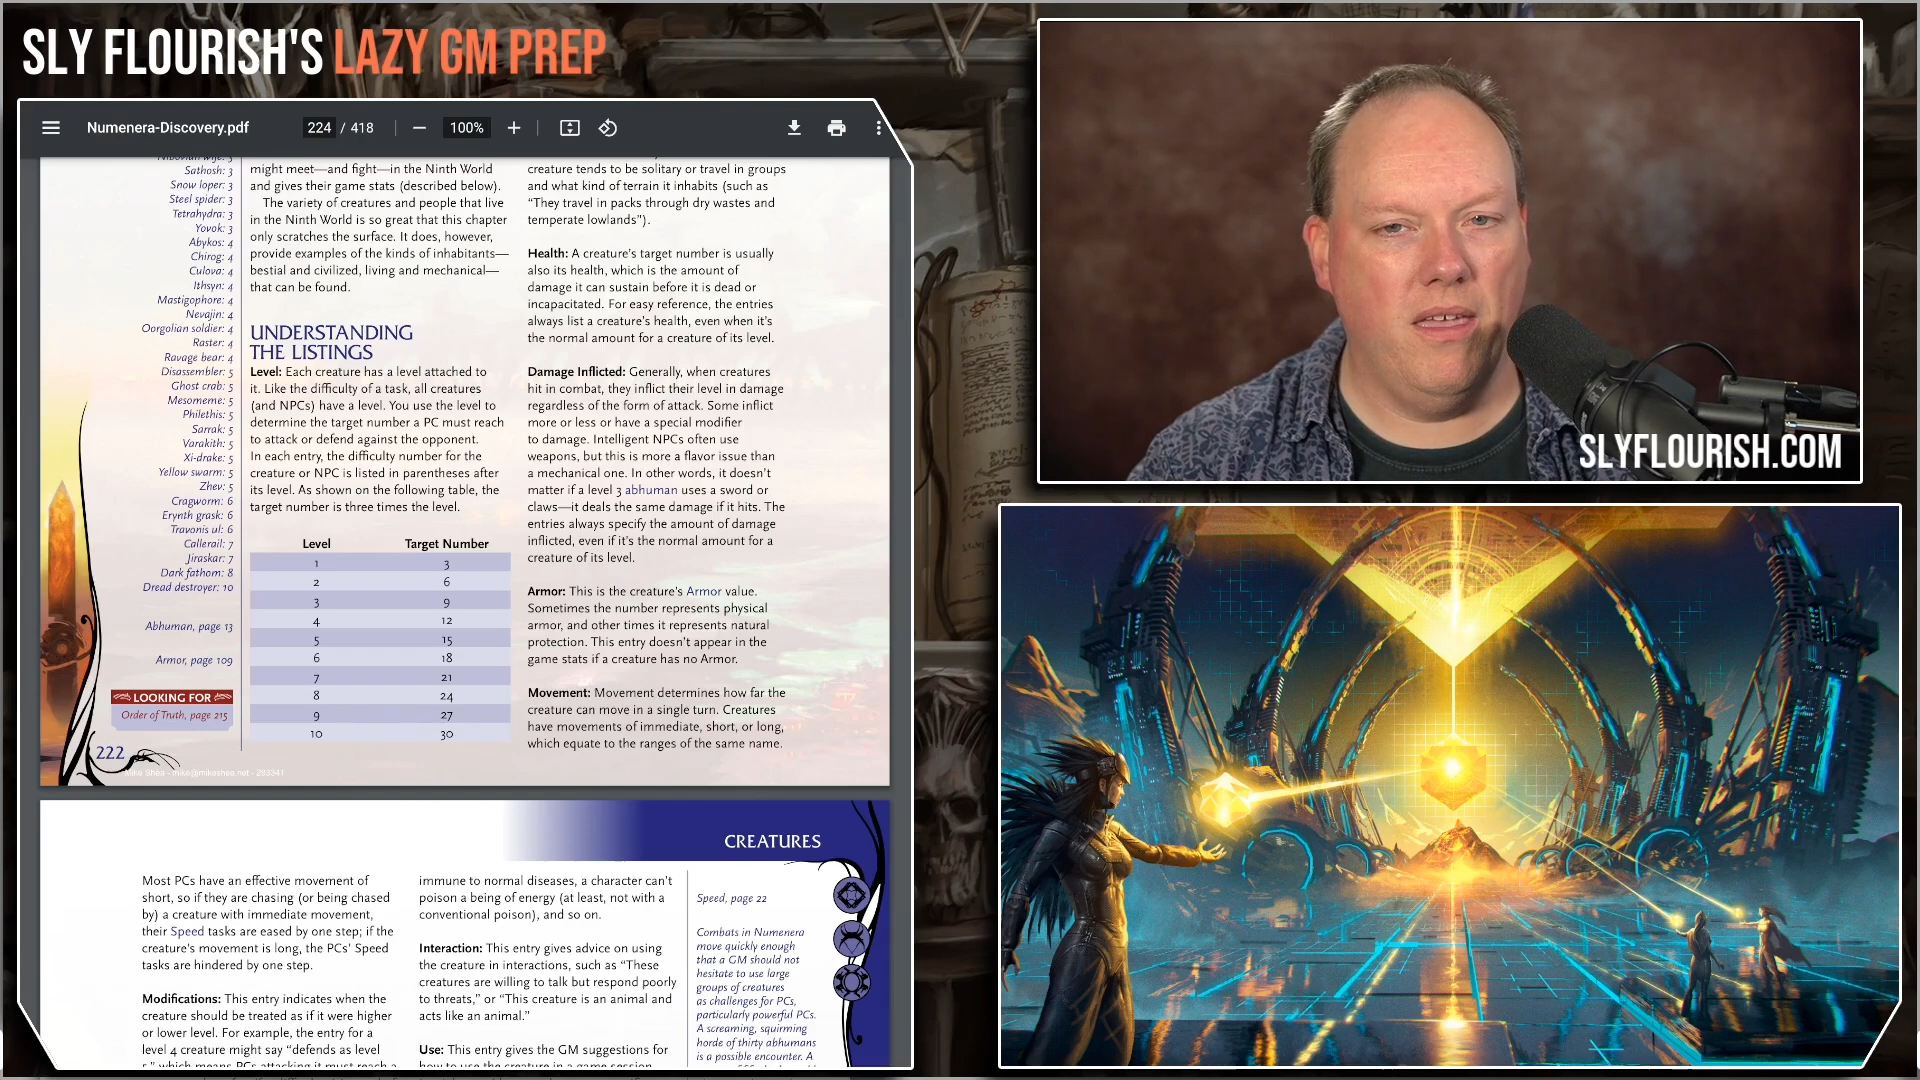 SLY FLOURISH'S LAZY GM PREP
Numenera-Discovery.pdf
224 / 418
100%
Nibovian wife: 3
Sathosh: 3
Snow loper: 3
Steel spider: 3
Tetrahydra: 3
Yovok: 3
Abykos: 4
Chirog: 4
Culova: 4
Ithsyn: 4
Mastigophore: 4
Nevajin: 4
Oorgolian soldier: 4
Raster: 4
Ravage bear: 4
Disassembler: 5
Ghost crab: 5
Mesomeme: 5
Philethis: 5
Sarrak: 5
Varakith: 5
Xi-drake: 5
Yellow swarm: 5
Zhev: 5
Cragworm: 6
Erynth grask: 6
Travonis ul: 6
Callerail: 7
Jiraskar: 7
Dark fathom: 8
Dread destroyer: 10
Abhuman, page 13
Armor, page 109
LOOKING FOR
Order of Truth, page 215
222
Mike Shea - mike@mikeshea.net - 293341
might meet—and fight—in the Ninth World
and gives their game stats (described below).
The variety of creatures and people that live
in the Ninth World is so great that this chapter
only scratches the surface. It does, however,
provide examples of the kinds of inhabitants—
bestial and civilized, living and mechanical—
that can be found.
UNDERSTANDING
THE LISTINGS
Level: Each creature has a level attached to
it. Like the difficulty of a task, all creatures
(and NPCs) have a level. You use the level to
determine the target number a PC must reach
to attack or defend against the opponent.
In each entry, the difficulty number for the
creature or NPC is listed in parentheses after
its level. As shown on the following table, the
target number is three times the level.
Level Target Number
1 3
2 6
3 9
4 12
5 15
6 18
7 21
8 24
9 27
10 30
creature tends to be solitary or travel in groups
and what kind of terrain it inhabits (such as
“They travel in packs through dry wastes and
temperate lowlands”).
Health: A creature’s target number is usually
also its health, which is the amount of
damage it can sustain before it is dead or
incapacitated. For easy reference, the entries
always list a creature’s health, even when it’s
the normal amount for a creature of its level.
Damage Inflicted: Generally, when creatures
hit in combat, they inflict their level in damage
regardless of the form of attack. Some inflict
more or less or have a special modifier
to damage. Intelligent NPCs often use
weapons, but this is more a flavor issue than
a mechanical one. In other words, it doesn’t
matter if a level 3 abhuman uses a sword or
claws—it deals the same damage if it hits. The
entries always specify the amount of damage
inflicted, even if it’s the normal amount for a
creature of its level.
Armor: This is the creature’s Armor value.
Sometimes the number represents physical
armor, and other times it represents natural
protection. This entry doesn’t appear in the
game stats if a creature has no Armor.
Movement: Movement determines how far the
creature can move in a single turn. Creatures
have movements of immediate, short, or long,
which equate to the ranges of the same name.
CREATURES
Most PCs have an effective movement of
short, so if they are chasing (or being chased
by) a creature with immediate movement,
their Speed tasks are eased by one step; if the
creature’s movement is long, the PCs’ Speed
tasks are hindered by one step.
Modifications: This entry indicates when the
creature should be treated as if it were higher
or lower level. For example, the entry for a
level 4 creature might say “defends as level
5,” which means PCs attacking it must reach a
immune to normal diseases, a character can’t
poison a being of energy (at least, not with a
conventional poison), and so on.
Interaction: This entry gives advice on using
the creature in interactions, such as “These
creatures are willing to talk but respond poorly
to threats,” or “This creature is an animal and
acts like an animal.”
Use: This entry gives the GM suggestions for
how to use the creature in a game session
Speed, page 22
Combats in Numenera
move quickly enough
that a GM should not
hesitate to use large
groups of creatures
as challenges for PCs,
particularly powerful PCs.
A screaming, squirming
horde of thirty abhumans
is a possible encounter. A
SLYFLOURISH.COM